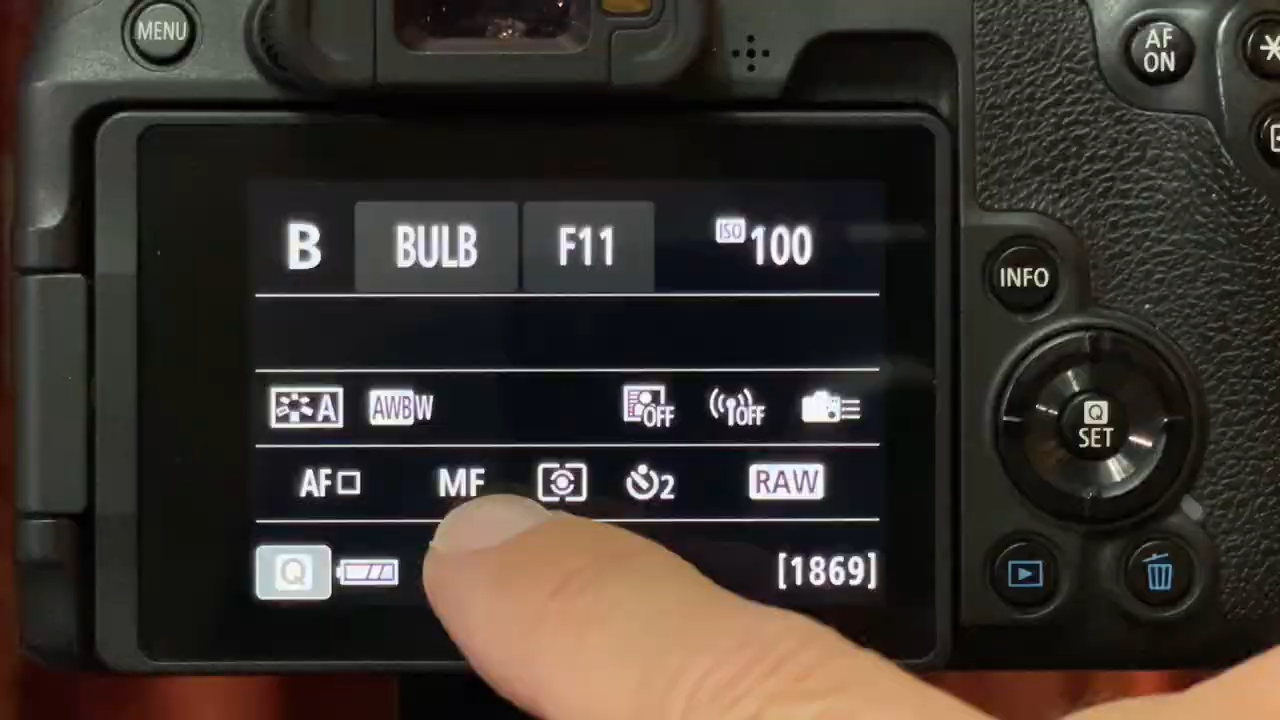 MENU
AF
ON
B BULB F11 ISO 100
INFO
A AWBW OFF OFF
Q
SET
AF MF 2 RAW
Q [1869]